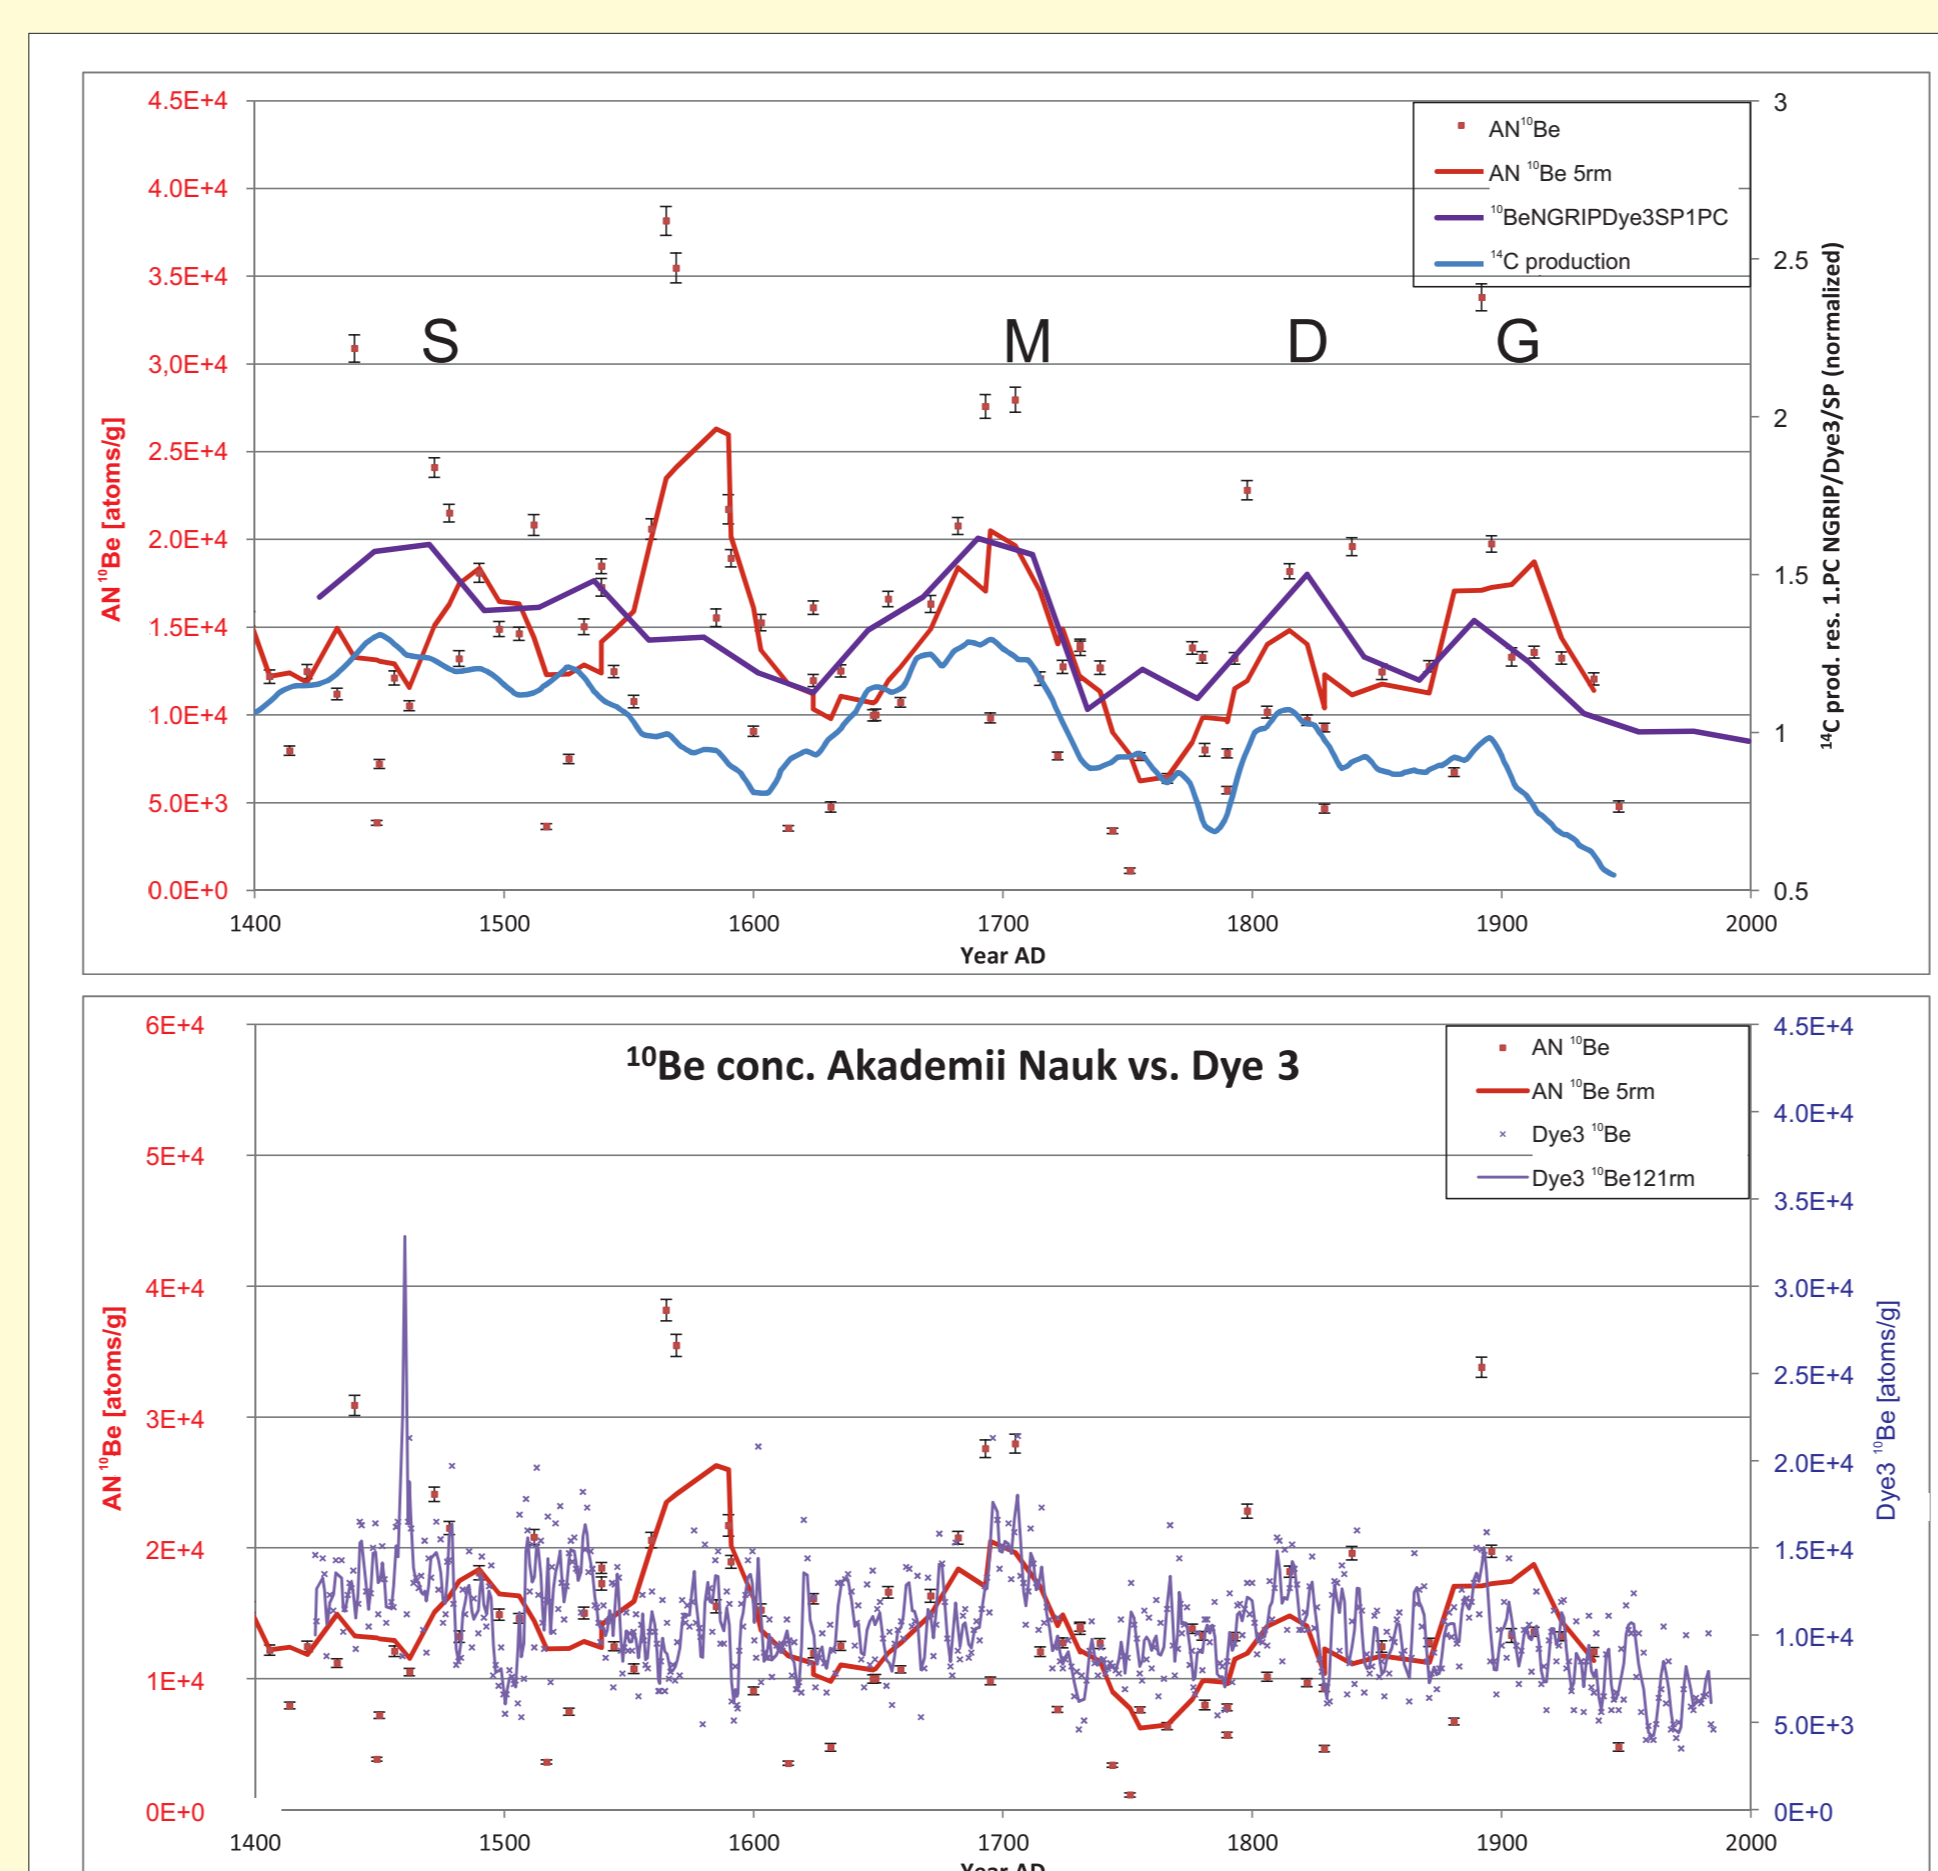 4.5E+4
4.0E+4
3.5E+4
3,0E+4
2.5E+4
2.0E+4
1.5E+4
1.0E+4
5.0E+3
0.0E+0
AN ¹⁰Be [atoms/g]
3
2.5
2
1.5
1
0.5
¹⁴C prod. res. 1.PC NGRIP/Dye3/SP (normalized)
AN¹⁰Be
AN ¹⁰Be 5rm
¹⁰BeNGRIPDye3SP1PC
¹⁴C production
S M D G
1400 1500 1600 1700 1800 1900 2000
Year AD
¹⁰Be conc. Akademii Nauk vs. Dye 3
6E+4
5E+4
4E+4
3E+4
2E+4
1E+4
0E+0
AN ¹⁰Be [atoms/g]
4.5E+4
4.0E+4
3.5E+4
3.0E+4
2.5E+4
2.0E+4
1.5E+4
1.0E+4
5.0E+3
0E+0
Dye3 ¹⁰Be [atoms/g]
AN ¹⁰Be
AN ¹⁰Be 5rm
Dye3 ¹⁰Be
Dye3 ¹⁰Be121rm
1400 1500 1600 1700 1800 1900 2000
Year AD